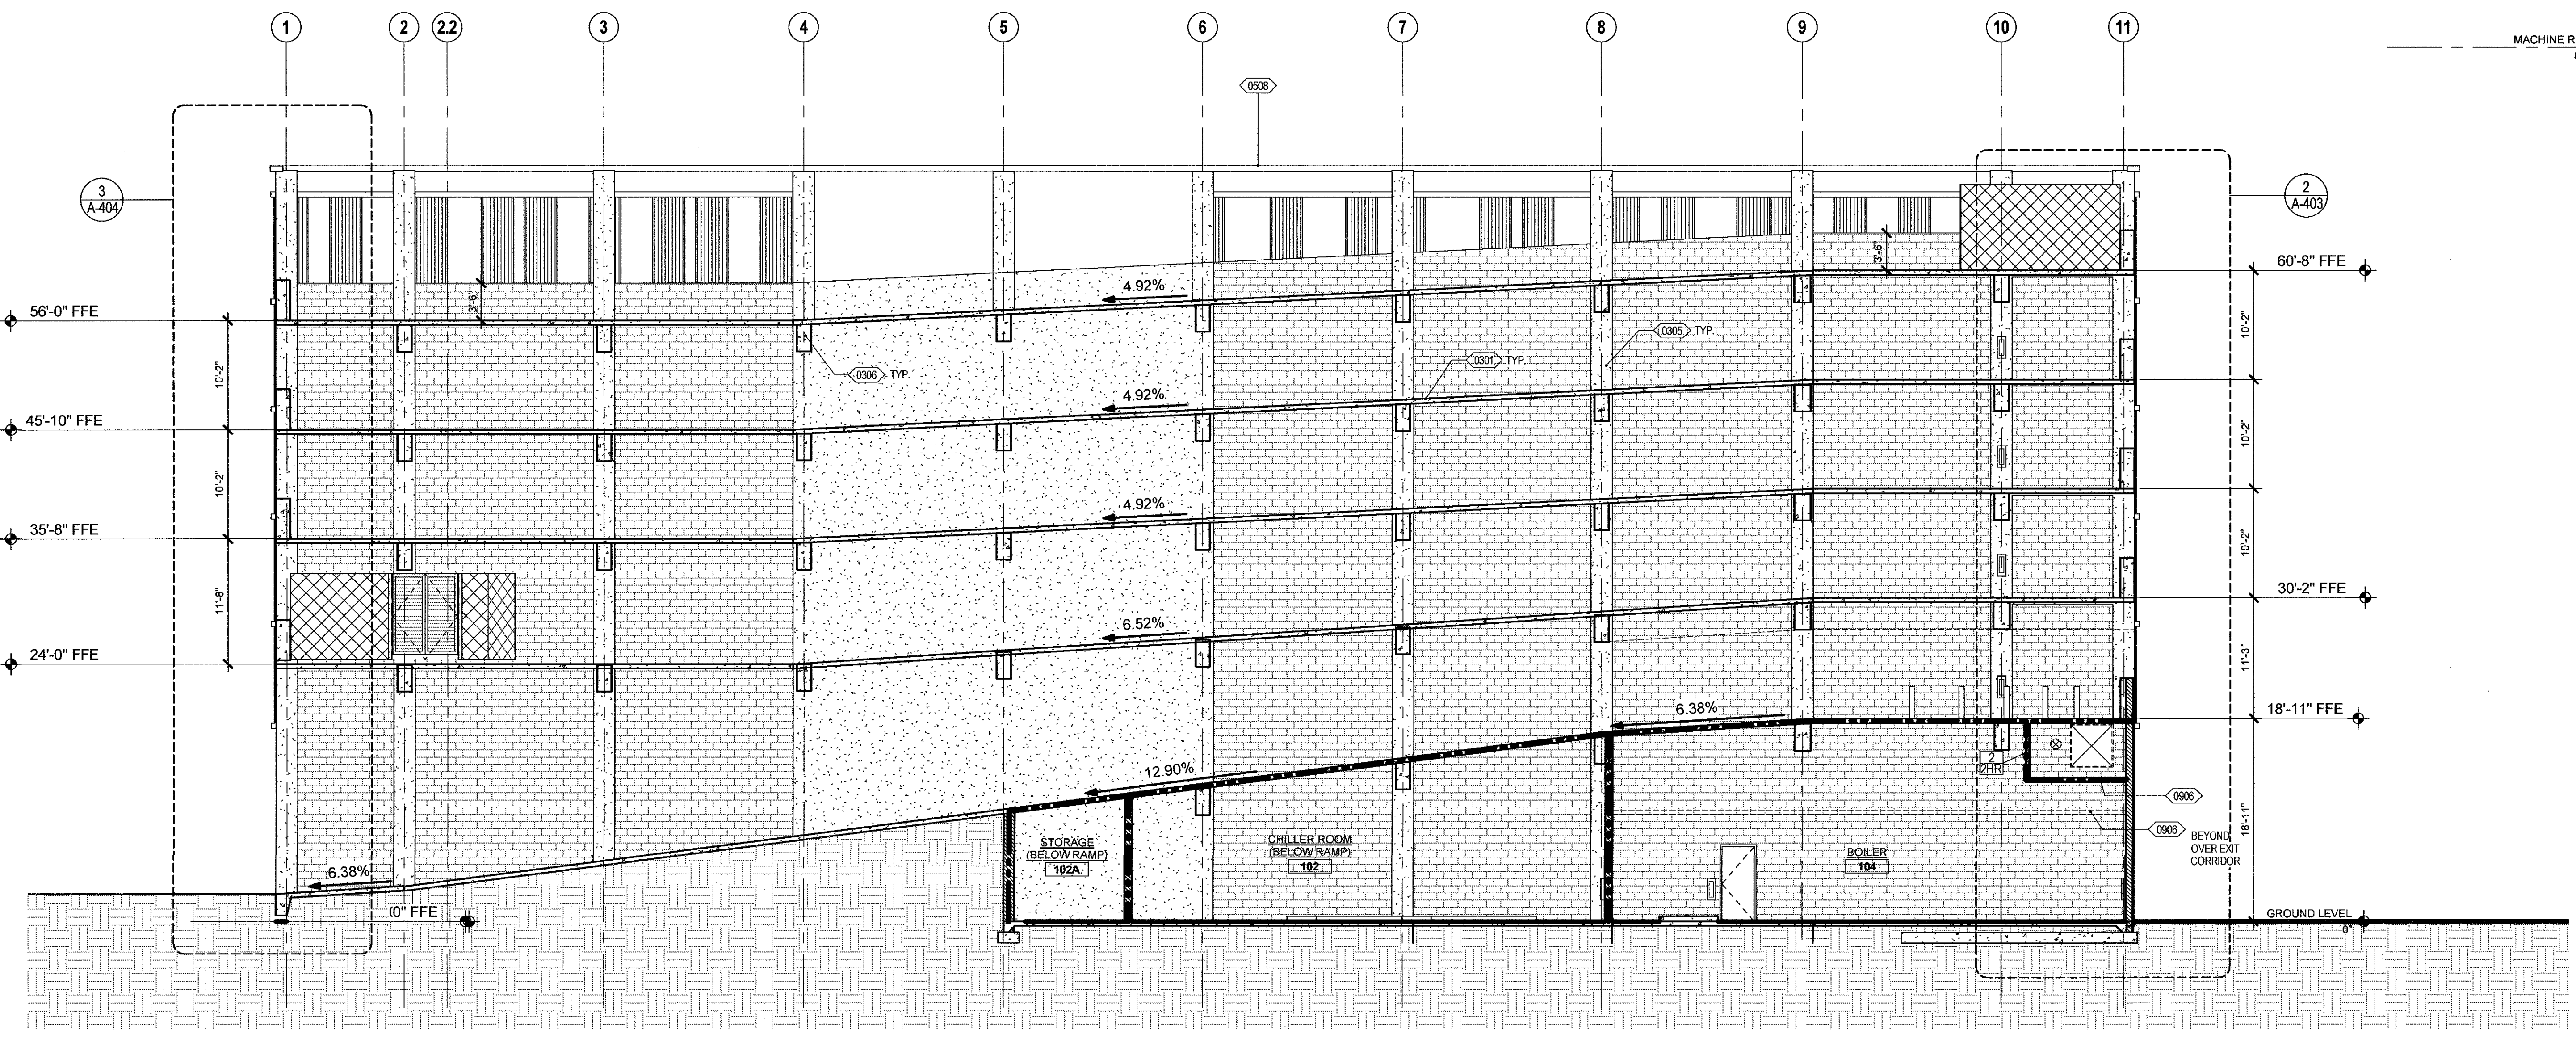 1
2
2.2
3
4
5
6
7
8
9
10
11
MACHINE R
0508
3
A-404
2
A-403
3'-6"
3'-6"
60'-8" FFE
56'-0" FFE
4.92%
10'-2"
0305 TYP.
0301 TYP.
0306 TYP.
10'-2"
4.92%
45'-10" FFE
10'-2"
10'-2"
4.92%
35'-8" FFE
10'-2"
11'-8"
30'-2" FFE
6.52%
24'-0" FFE
11'-3"
6.38%
18'-11" FFE
2
2HR
12.90%
0906
18'-11"
0906
BEYOND
OVER EXIT
CORRIDOR
STORAGE
(BELOW RAMP)
102A
CHILLER ROOM
(BELOW RAMP)
102
BOILER
104
6.38%
0" FFE
GROUND LEVEL
0"